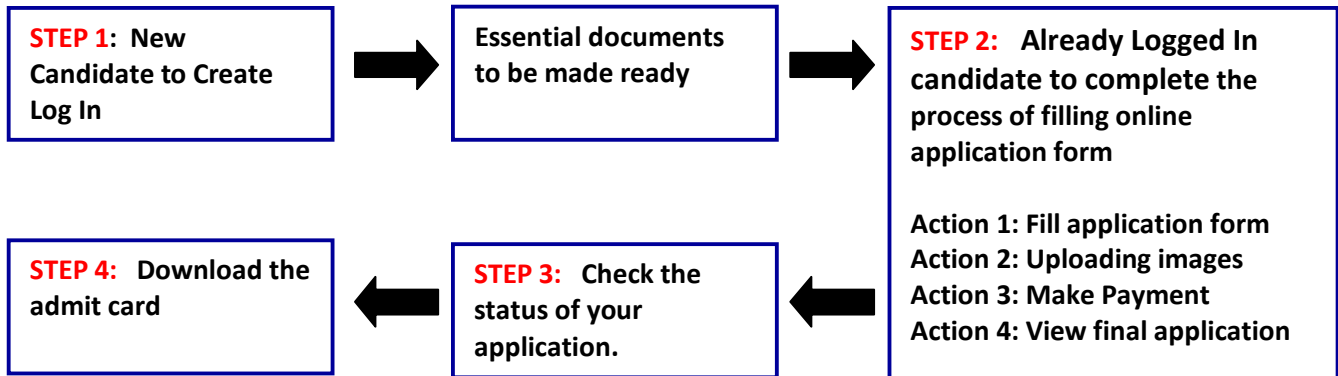 STEP 1: New
Candidate to Create
Log In
Essential documents
to be made ready
STEP 2: Already Logged In
candidate to complete the
process of filling online
application form
Action 1: Fill application form
Action 2: Uploading images
Action 3: Make Payment
Action 4: View final application
STEP 3: Check the
status of your
application.
STEP 4: Download the
admit card